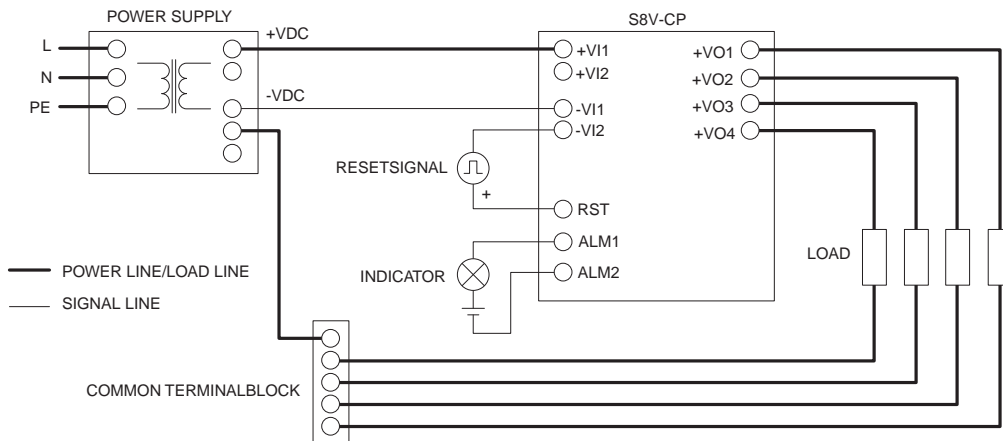 POWER SUPPLY
S8V-CP
L
N
PE
+VDC
-VDC
+VI1
+VI2
-VI1
-VI2
RST
ALM1
ALM2
+VO1
+VO2
+VO3
+VO4
RESETSIGNAL
+
INDICATOR
LOAD
POWER LINE/LOAD LINE
SIGNAL LINE
COMMON TERMINALBLOCK